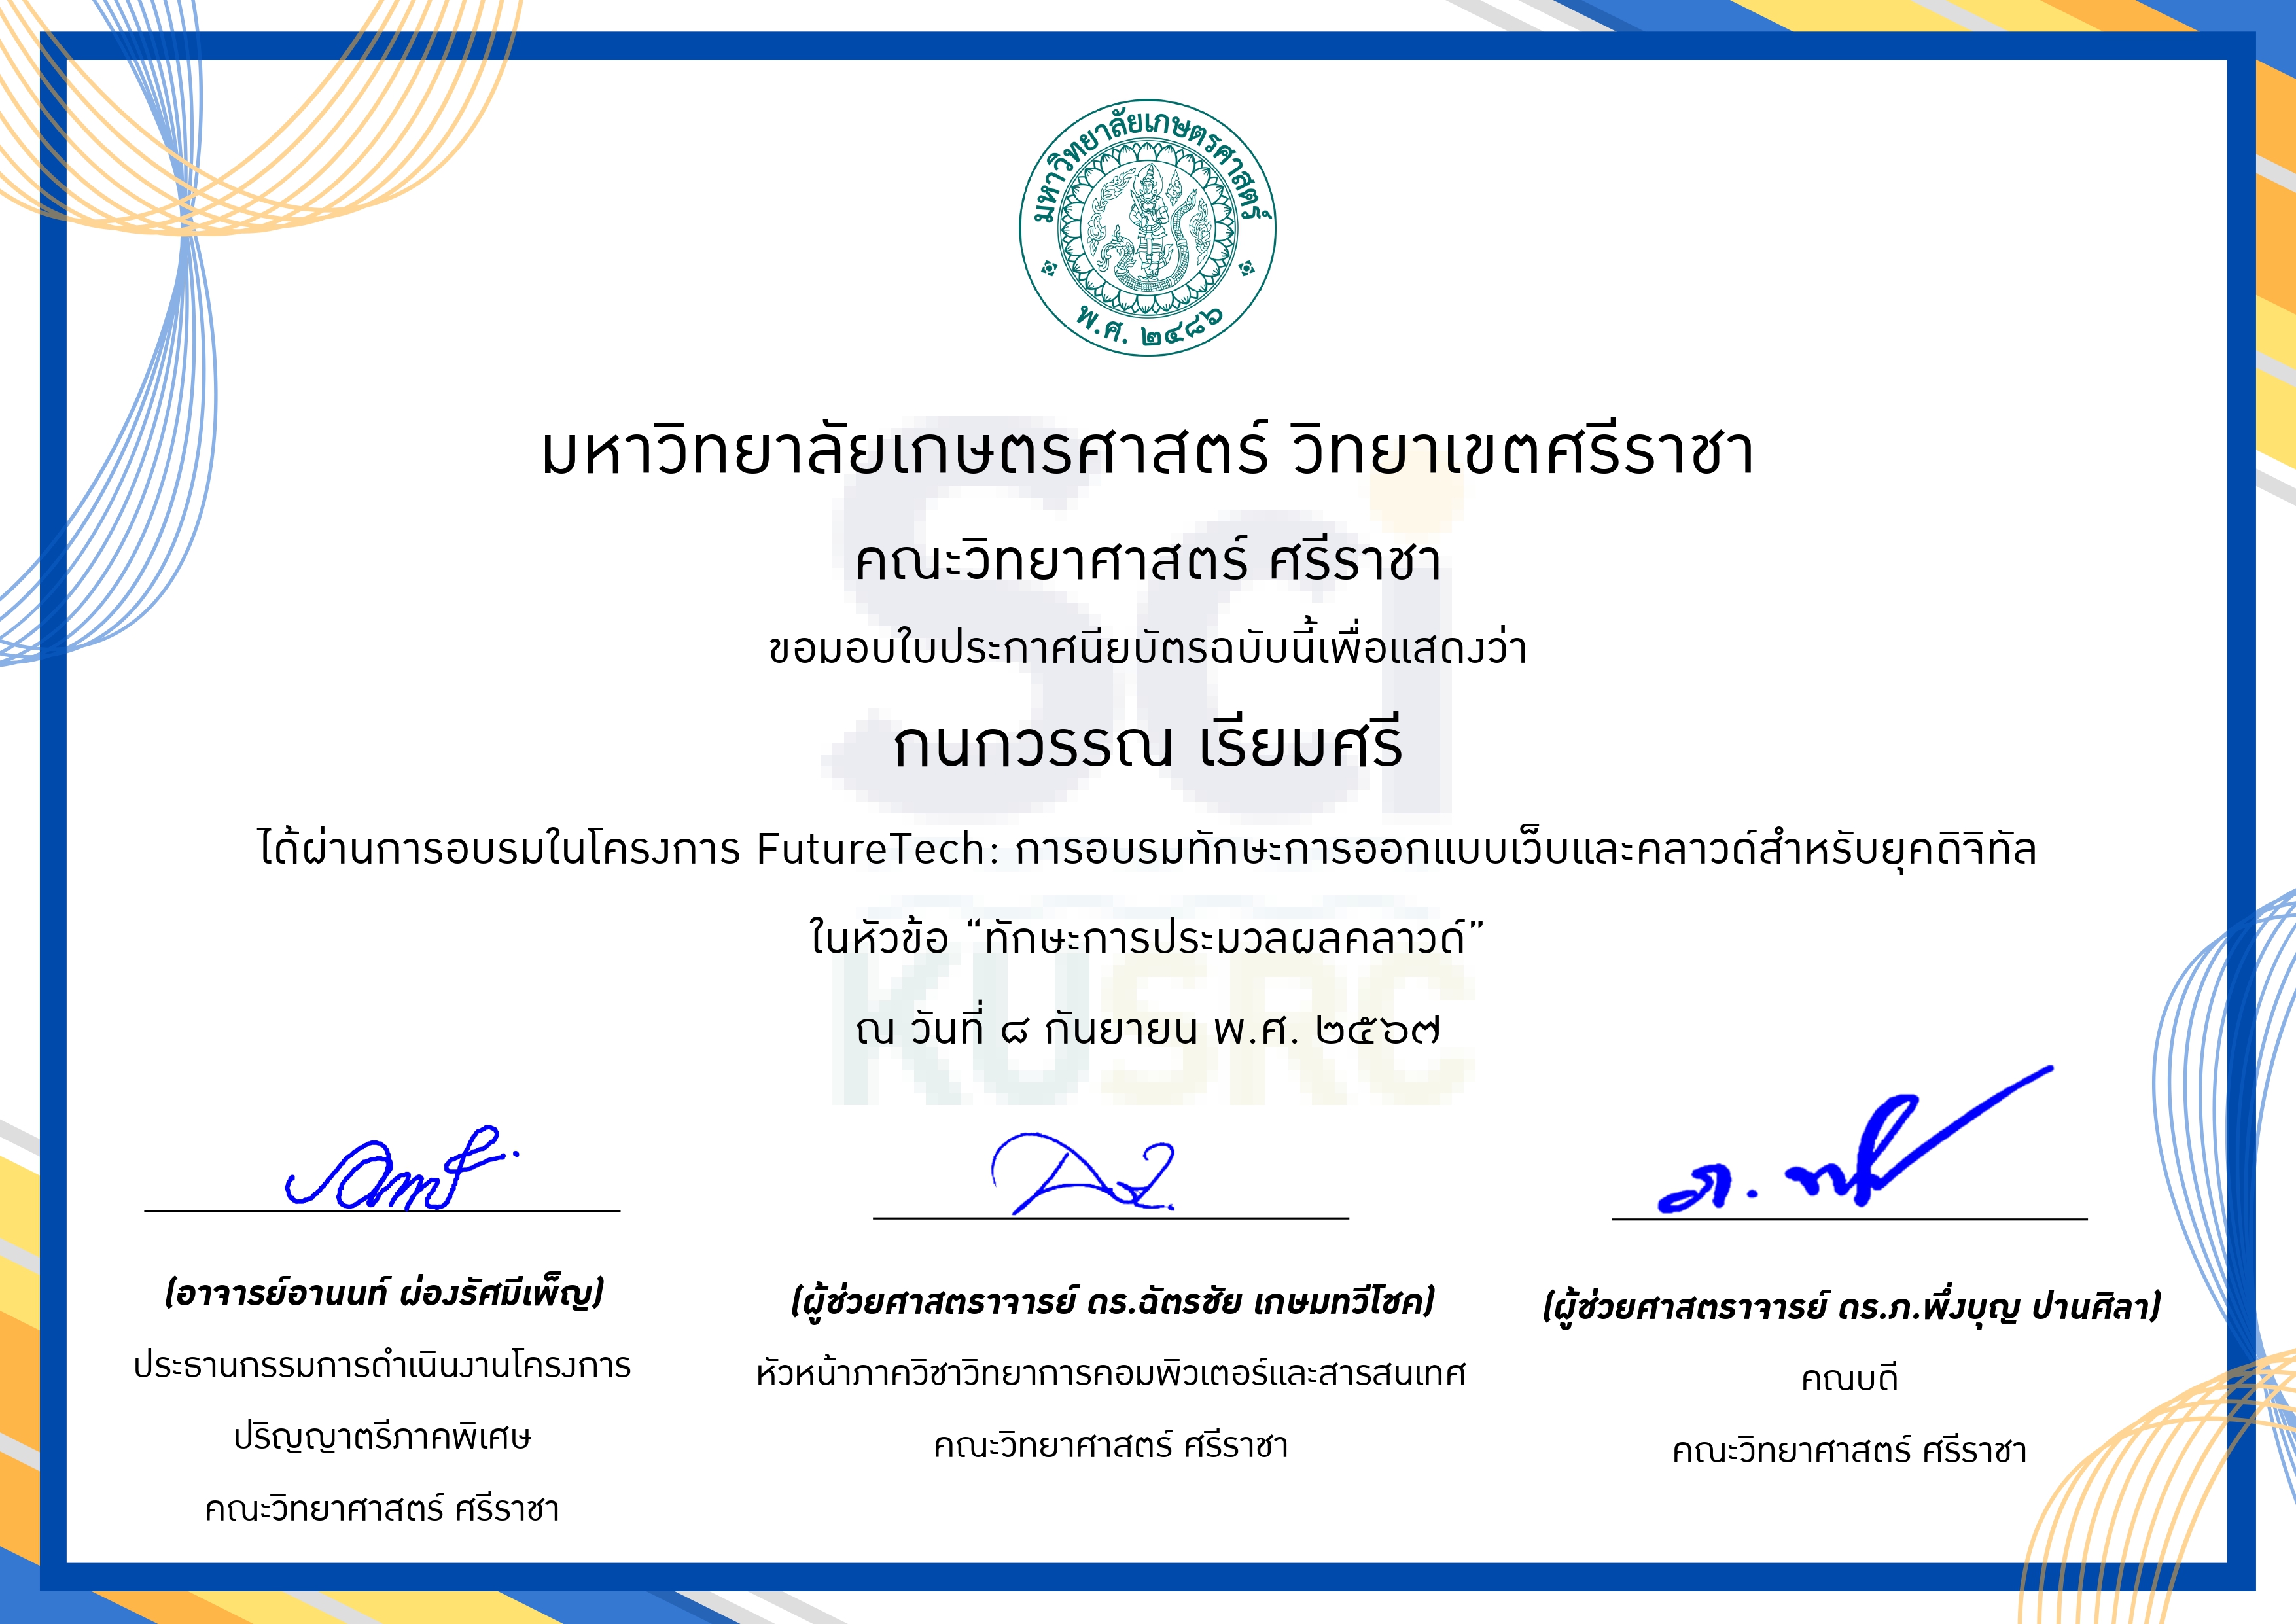 มหาวิทยาลัยเกษตรศาสตร์
พ.ศ. ๒๔๘๖
มหาวิทยาลัยเกษตรศาสตร์ วิทยาเขตศรีราชา
คณะวิทยาศาสตร์ ศรีราชา
ขอมอบใบประกาศนียบัตรฉบับนี้เพื่อแสดงว่า
กนกวรรณ เรียมศรี
ได้ผ่านการอบรมในโครงการ FutureTech: การอบรมทักษะการออกแบบเว็บและคลาวด์สำหรับยุคดิจิทัล
ในหัวข้อ “ทักษะการประมวลผลคลาวด์”
ณ วันที่ ๘ กันยายน พ.ศ. ๒๕๖๗
Sci
KUSRC
(อาจารย์อานนท์ ผ่องรัศมีเพ็ญ)
ประธานกรรมการดำเนินงานโครงการ
ปริญญาตรีภาคพิเศษ
คณะวิทยาศาสตร์ ศรีราชา
(ผู้ช่วยศาสตราจารย์ ดร.ฉัตรชัย เกษมทวีโชค)
หัวหน้าภาควิชาวิทยาการคอมพิวเตอร์และสารสนเทศ
คณะวิทยาศาสตร์ ศรีราชา
(ผู้ช่วยศาสตราจารย์ ดร.ภ.พึ่งบุญ ปานศิลา)
คณบดี
คณะวิทยาศาสตร์ ศรีราชา